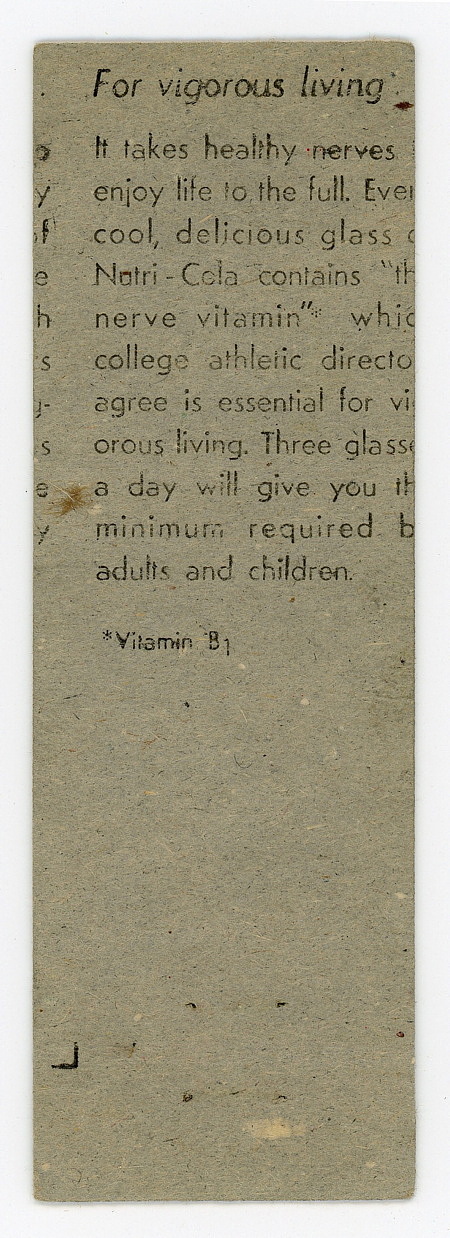 . For vigorous living .
o It takes healthy nerves
y enjoy life to the full. Ever
of cool, delicious glass o
e Nutri-Cola contains "th
h nerve vitamin"* whic
s college athletic directo
g- agree is essential for vi
s orous living. Three glasse
e a day will give you th
y minimum required b
adults and children.
*Vitamin B1